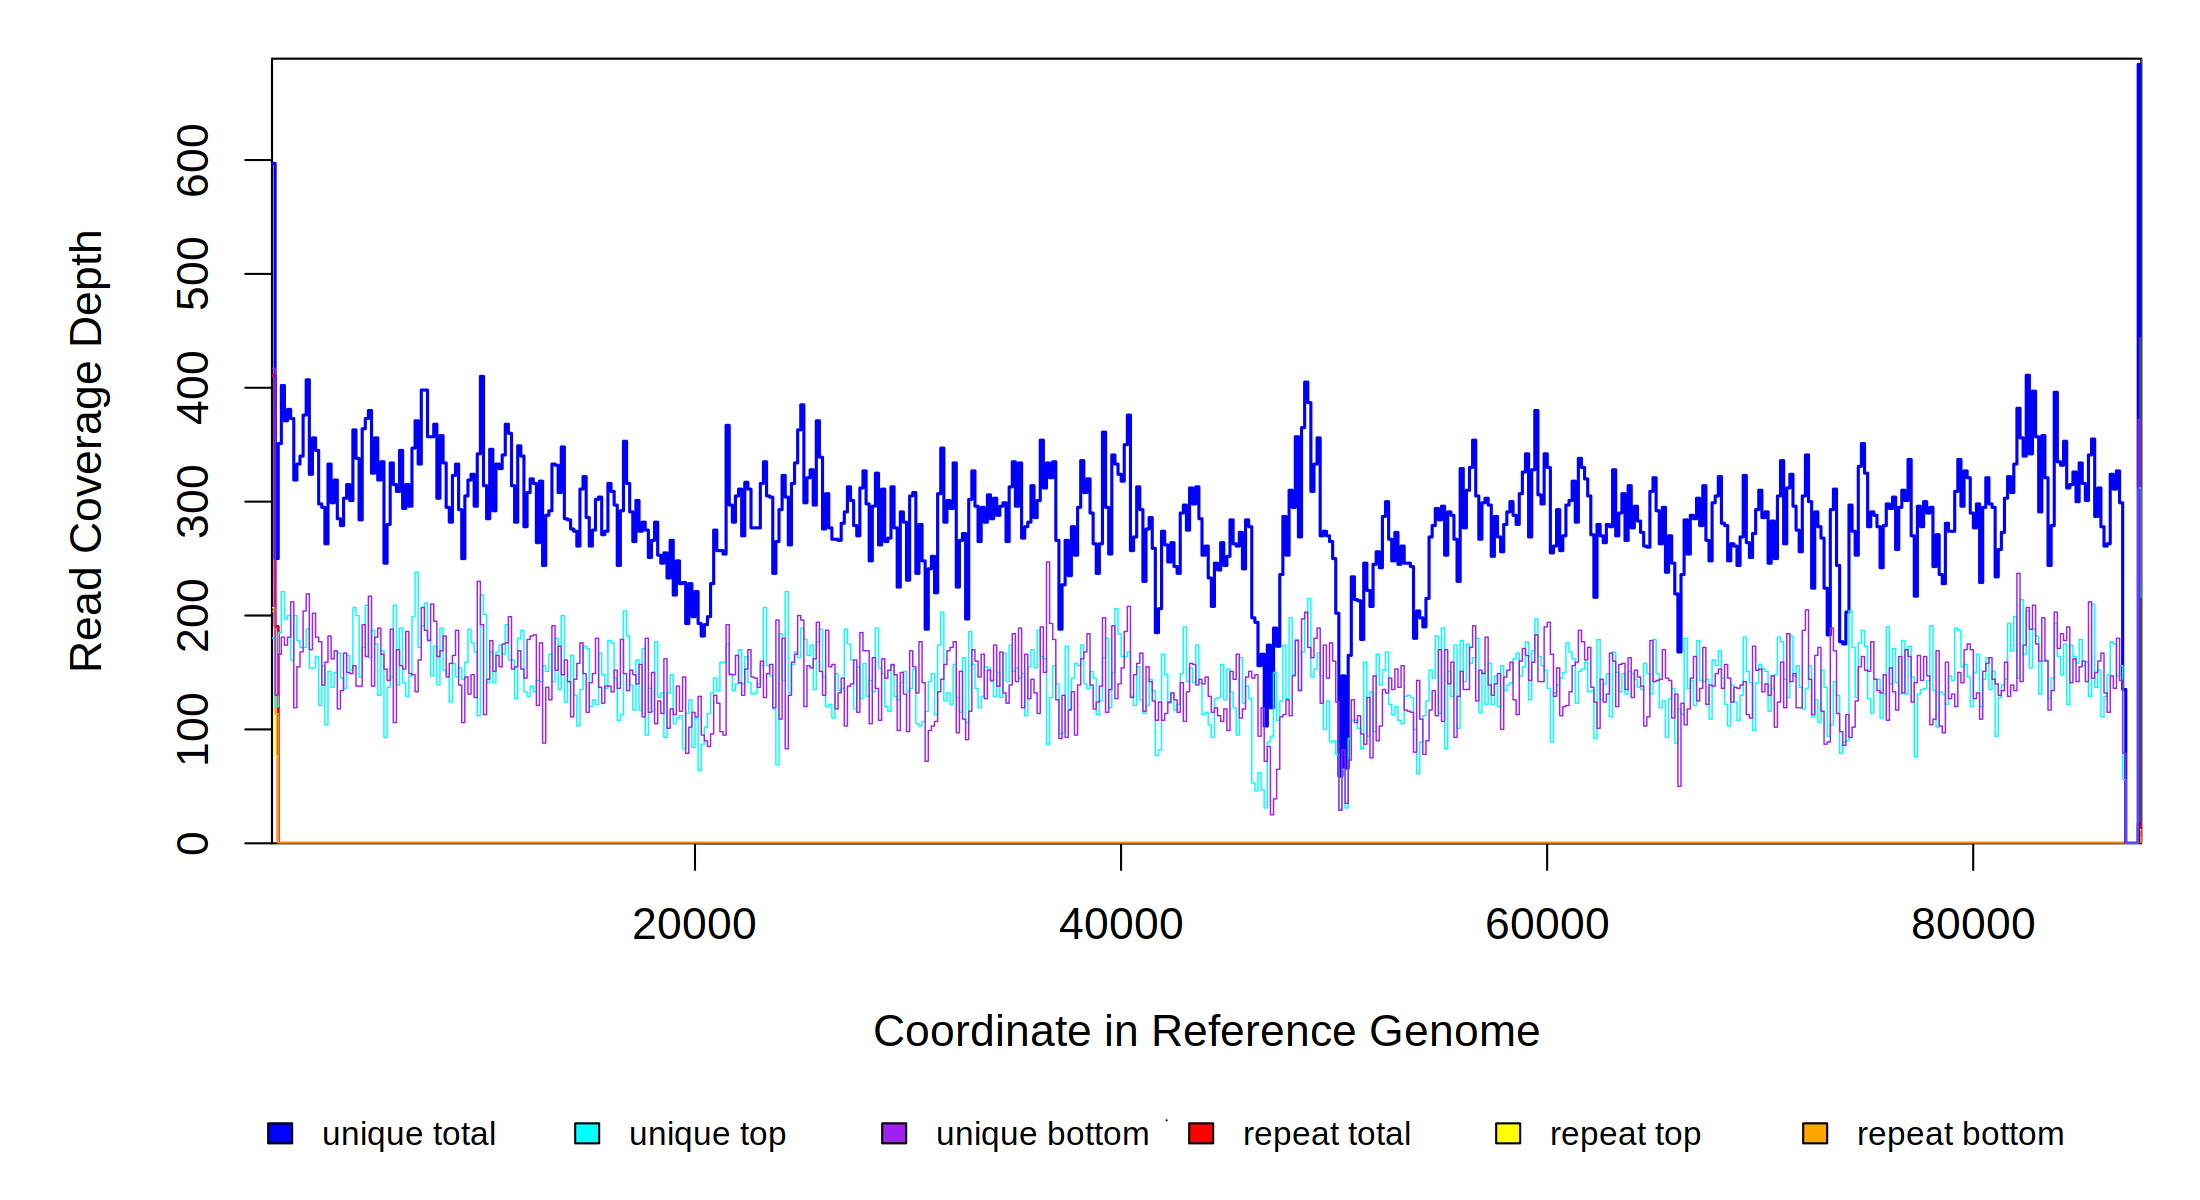 Read Coverage Depth
600
500
400
300
200
100
0
20000 40000 60000 80000
Coordinate in Reference Genome
unique total unique top unique bottom repeat total repeat top repeat bottom